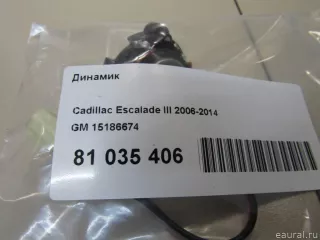 Динамик
Cadillac Escalade III 2006-2014
GM 15186674
81 035 406
eaural.ru